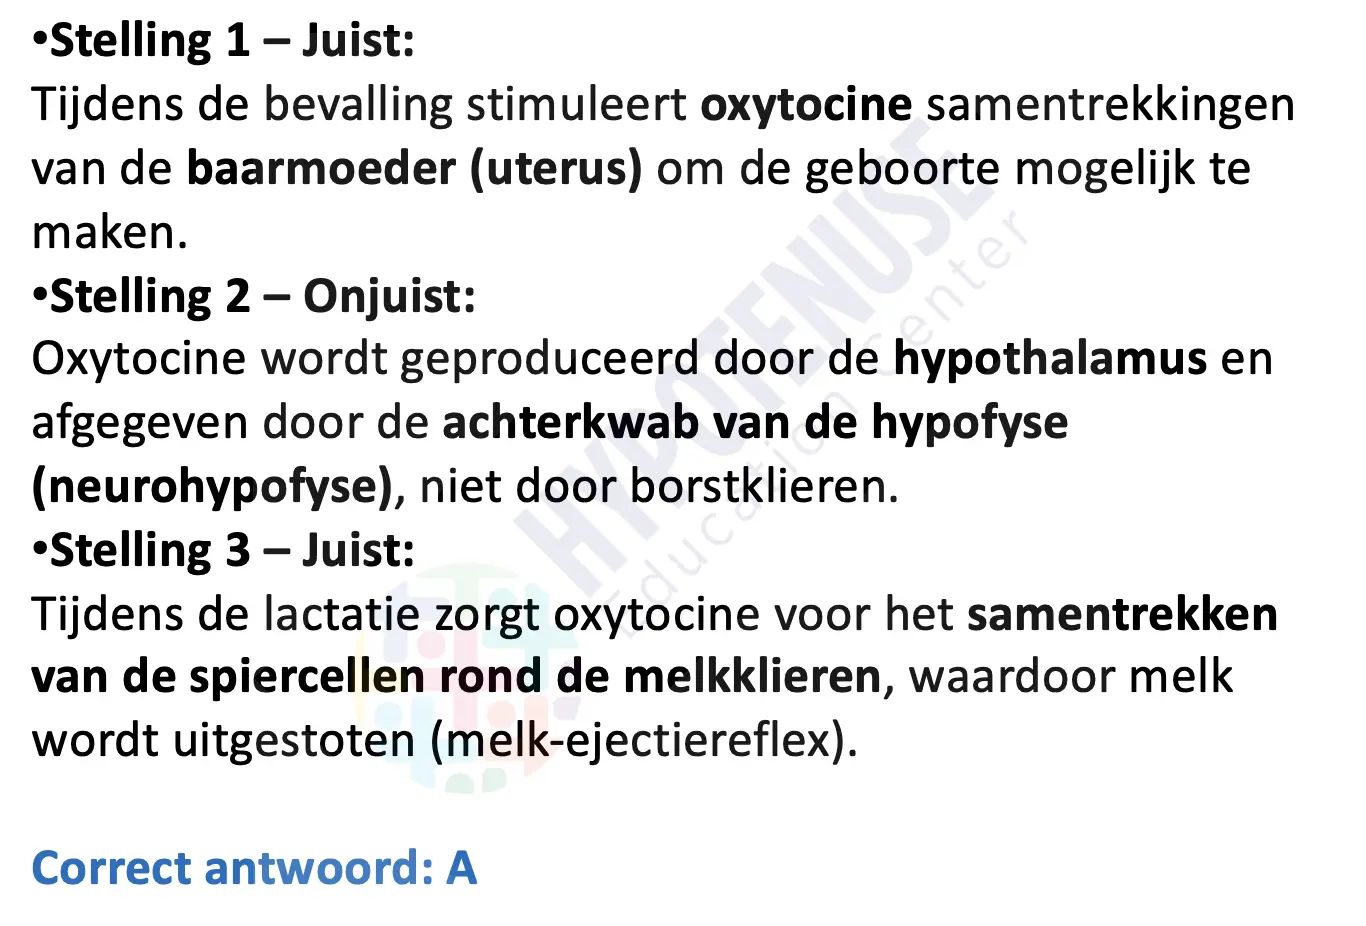 •Stelling 1 – Juist:
Tijdens de bevalling stimuleert oxytocine samentrekkingen
van de baarmoeder (uterus) om de geboorte mogelijk te
maken.
•Stelling 2 – Onjuist:
Oxytocine wordt geproduceerd door de hypothalamus en
afgegeven door de achterkwab van de hypofyse
(neurohypofyse), niet door borstklieren.
•Stelling 3 – Juist:
Tijdens de lactatie zorgt oxytocine voor het samentrekken
van de spiercellen rond de melkklieren, waardoor melk
wordt uitgestoten (melk-ejectiereflex).
Correct antwoord: A
HYPOTENUSE
Education Center